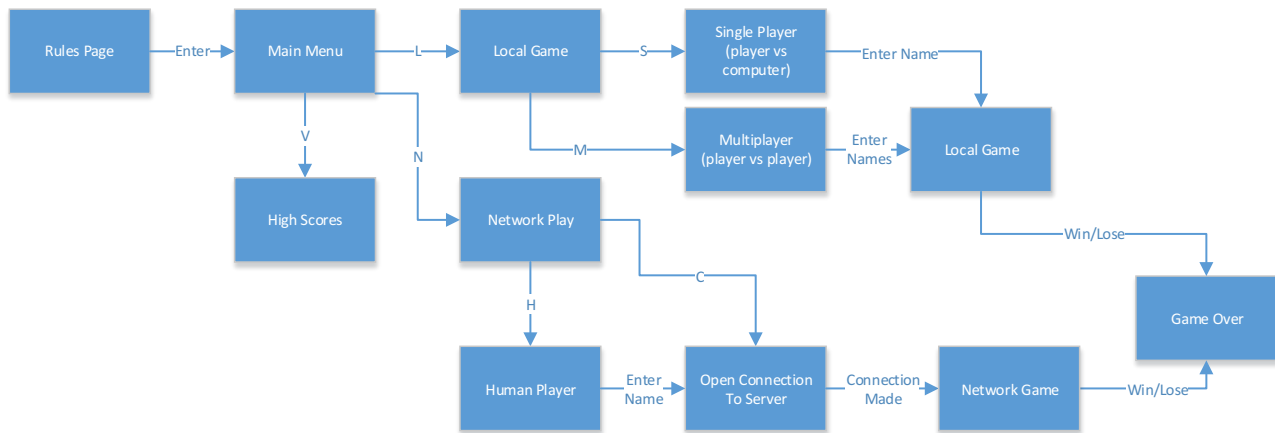 Rules Page
Enter
Main Menu
L
Local Game
S
Single Player
(player vs
computer)
Enter Name
V
N
M
Multiplayer
(player vs player)
Enter
Names
Local Game
High Scores
Network Play
C
Win/Lose
H
Game Over
Human Player
Enter
Name
Open Connection
To Server
Connection
Made
Network Game
Win/Lose